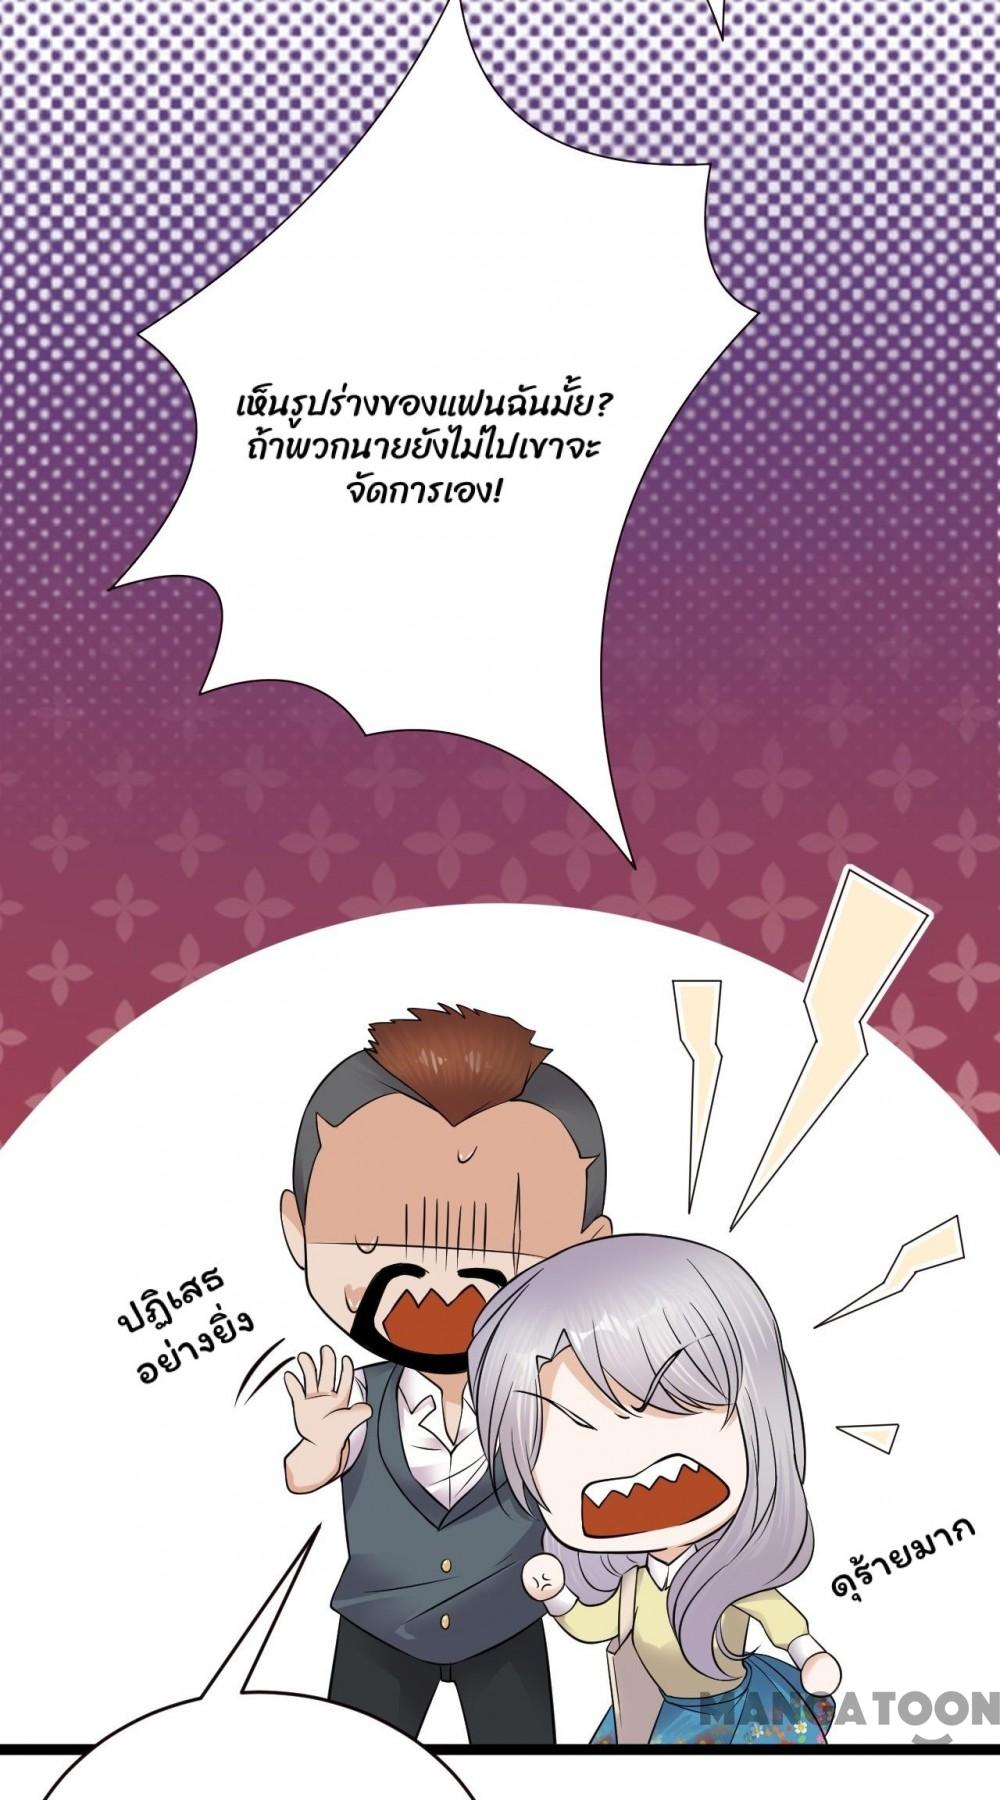 เห็นรูปร่างของแฟนฉันมั้ย?
ถ้าพวกนายยังไม่ไปเขาจะ
จัดการเอง!
ปฏิเสธ
อย่างยิ่ง
ดุร้ายมาก
MANGATOON